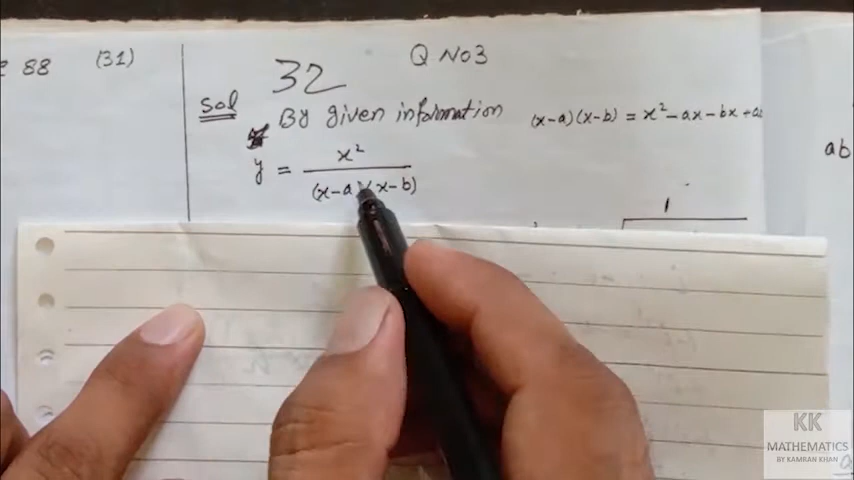 88 (31)
32 Q No3
Sol By given information
(x-a)(x-b) = x² - ax - bx + a
y = x² / (x-a)(x-b)
ab
1
KK
MATHEMATICS
BY KAMRAN KHAN